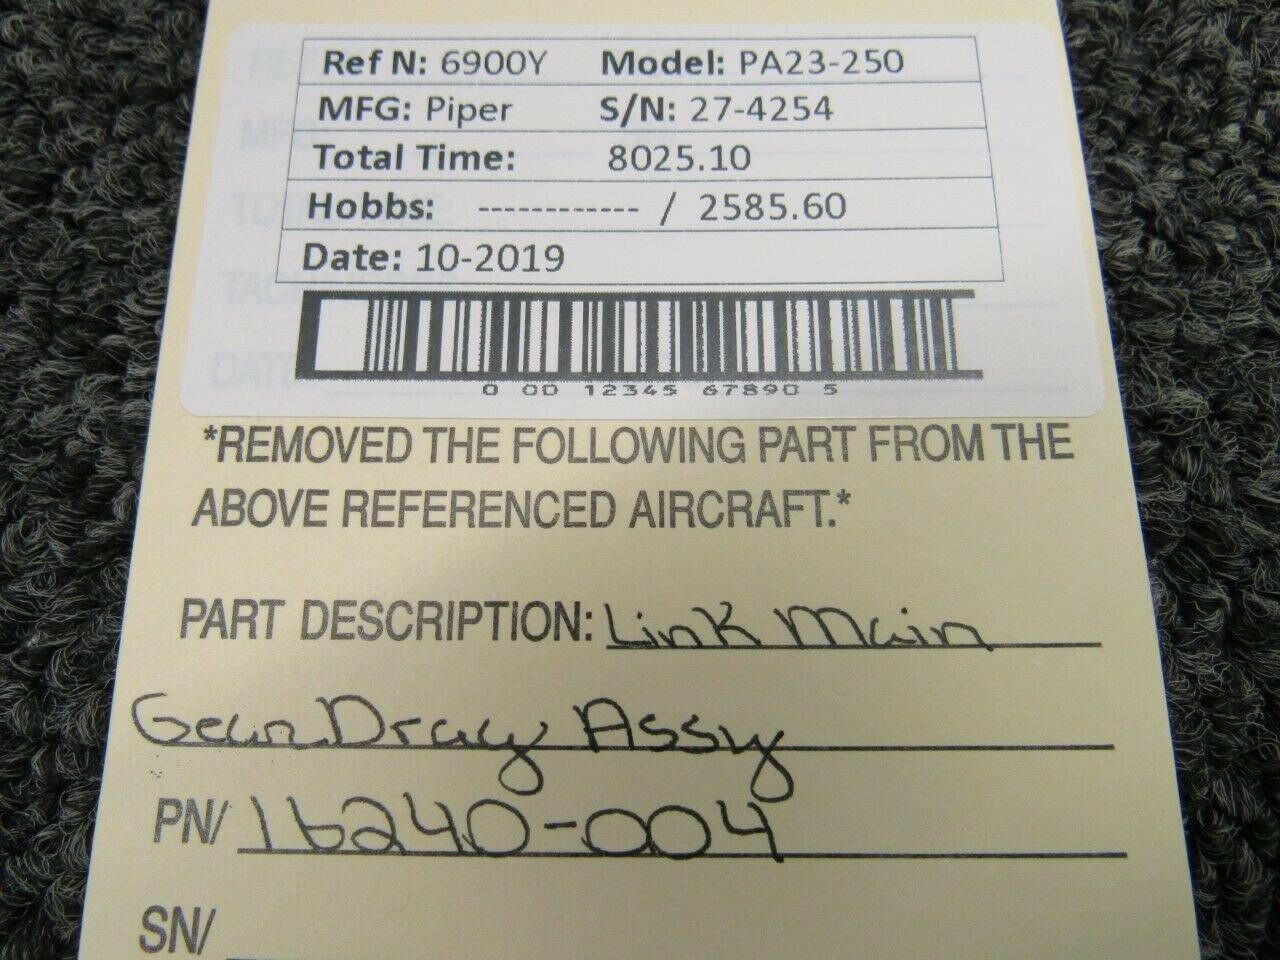 Ref N: 6900Y Model: PA23-250
MFG: Piper S/N: 27-4254
Total Time: 8025.10
Hobbs: ------------ / 2585.60
Date: 10-2019
0 00 12345 67890 5
*REMOVED THE FOLLOWING PART FROM THE
ABOVE REFERENCED AIRCRAFT.*
PART DESCRIPTION: Link Main
Gear Drag Assy
PN/ 16240-004
SN/